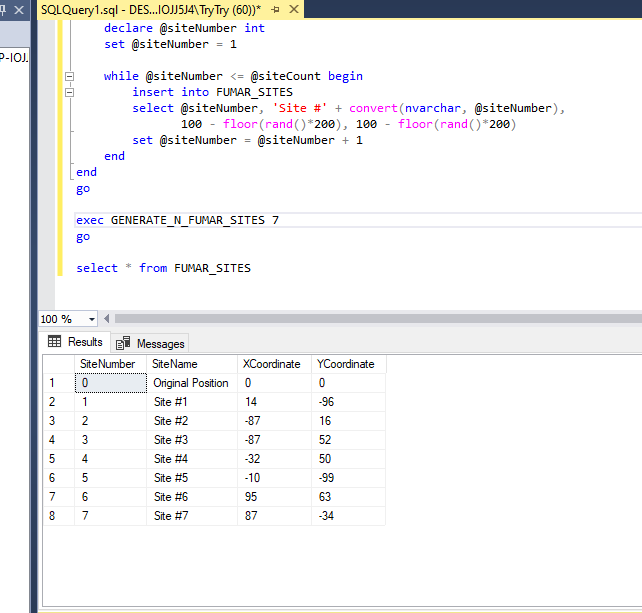 SQLQuery1.sql - DES...IOJJ5J4\TryTry (60))*
P-IOJ.
declare @siteNumber int
set @siteNumber = 1
while @siteNumber <= @siteCount begin
insert into FUMAR_SITES
select @siteNumber, 'Site #' + convert(nvarchar, @siteNumber),
100 - floor(rand()*200), 100 - floor(rand()*200)
set @siteNumber = @siteNumber + 1
end
end
go
exec GENERATE_N_FUMAR_SITES 7
go
select * from FUMAR_SITES
100 %
Results Messages
SiteNumber SiteName XCoordinate YCoordinate
1 0 Original Position 0 0
2 1 Site #1 14 -96
3 2 Site #2 -87 16
4 3 Site #3 -87 52
5 4 Site #4 -32 50
6 5 Site #5 -10 -99
7 6 Site #6 95 63
8 7 Site #7 87 -34